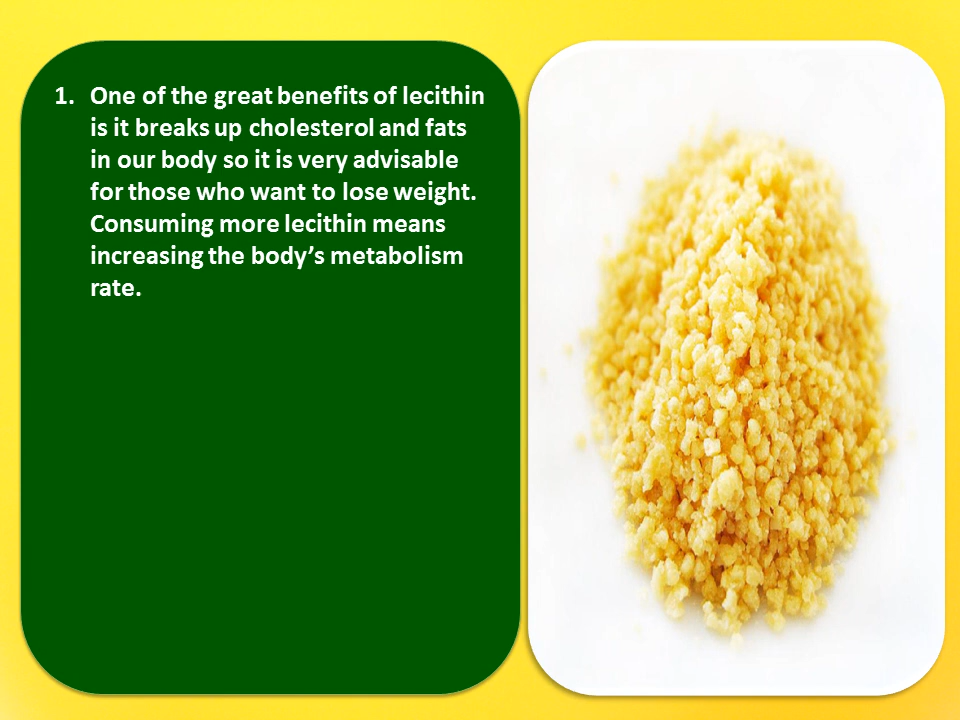 1. One of the great benefits of lecithin
is it breaks up cholesterol and fats
in our body so it is very advisable
for those who want to lose weight.
Consuming more lecithin means
increasing the body’s metabolism
rate.